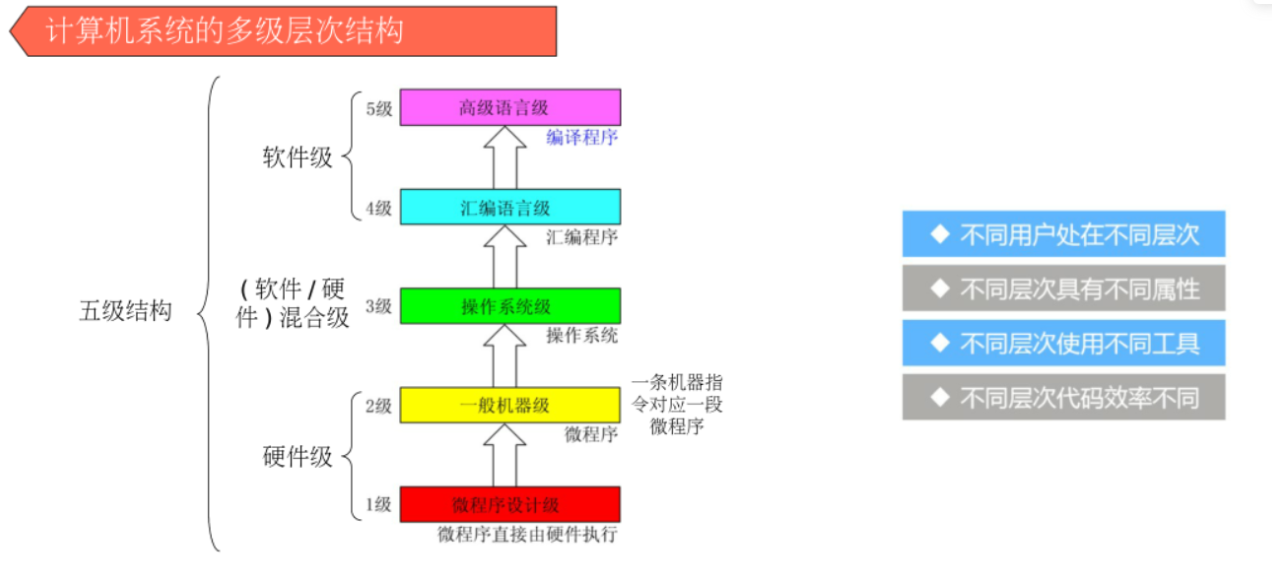 计算机系统的多级层次结构
5级
高级语言级
编译程序
软件级
4级
汇编语言级
汇编程序
五级结构
(软件/硬
件)混合级
3级
操作系统级
操作系统
2级
一般机器级
微程序
一条机器指
令对应一段
微程序
硬件级
1级
微程序设计级
微程序直接由硬件执行
◆ 不同用户处在不同层次
◆ 不同层次具有不同属性
◆ 不同层次使用不同工具
◆ 不同层次代码效率不同